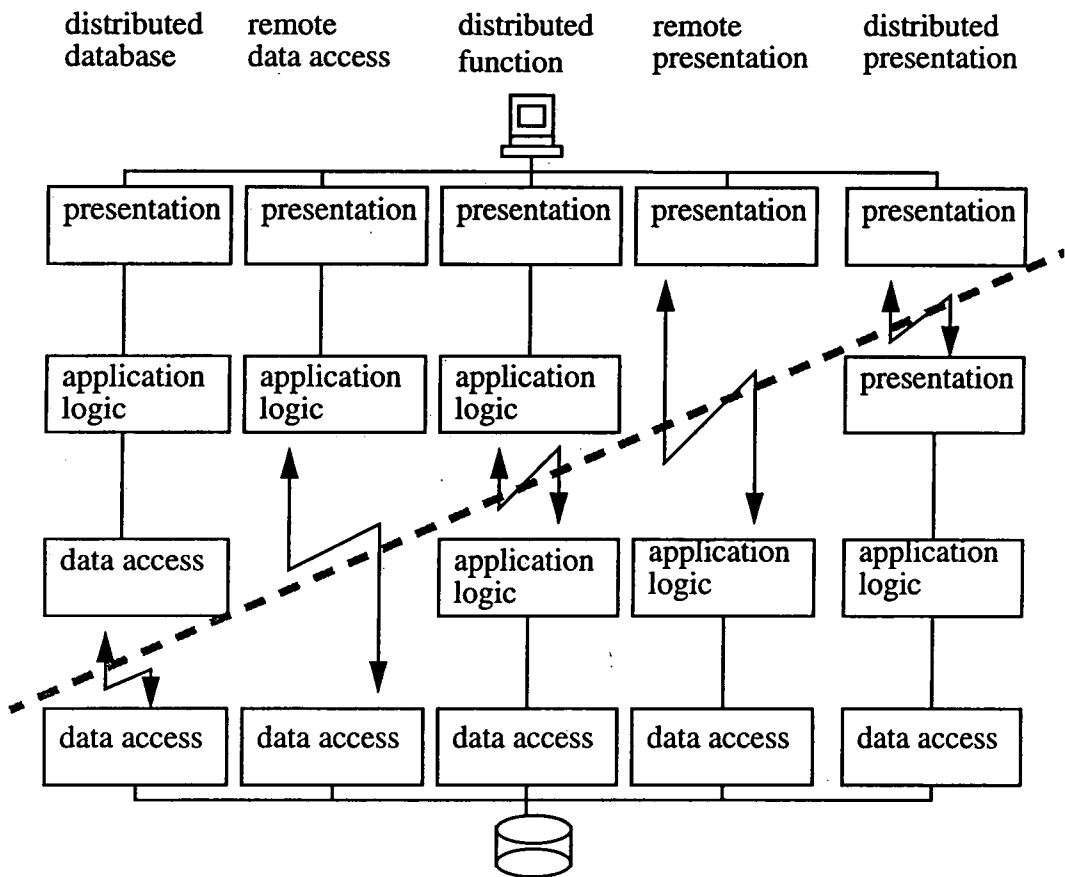 distributed
database
remote
data access
distributed
function
remote
presentation
distributed
presentation
presentation
presentation
presentation
presentation
presentation
application
logic
application
logic
application
logic
presentation
data access
application
logic
application
logic
application
logic
data access
data access
data access
data access
data access